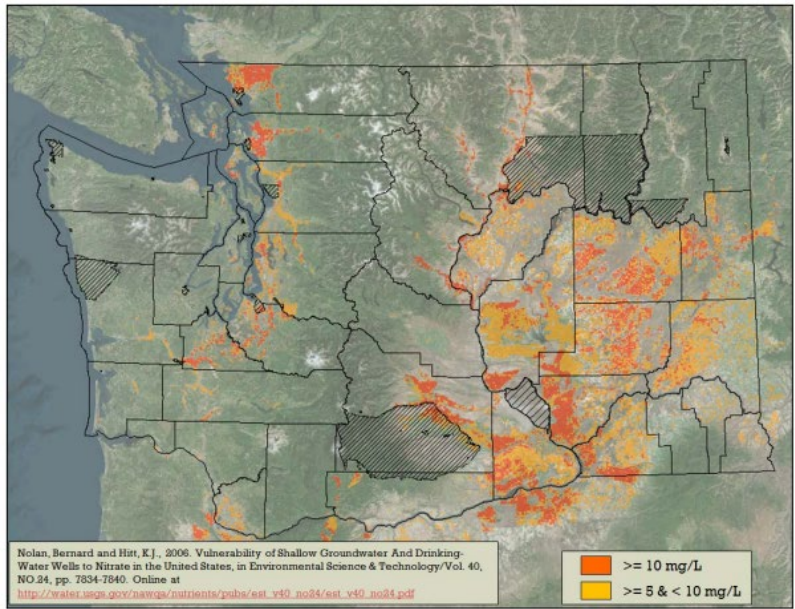 Nolan, Bernard and Hitt, K.J., 2006. Vulnerability of Shallow Groundwater And Drinking-
Water Wells to Nitrate in the United States, in Environmental Science & Technology/Vol. 40,
NO.24, pp. 7834-7840. Online at
http://water.usgs.gov/nawqa/nutrients/pubs/est_v40_no24/est_v40_no24.pdf
>= 10 mg/L
>= 5 & < 10 mg/L